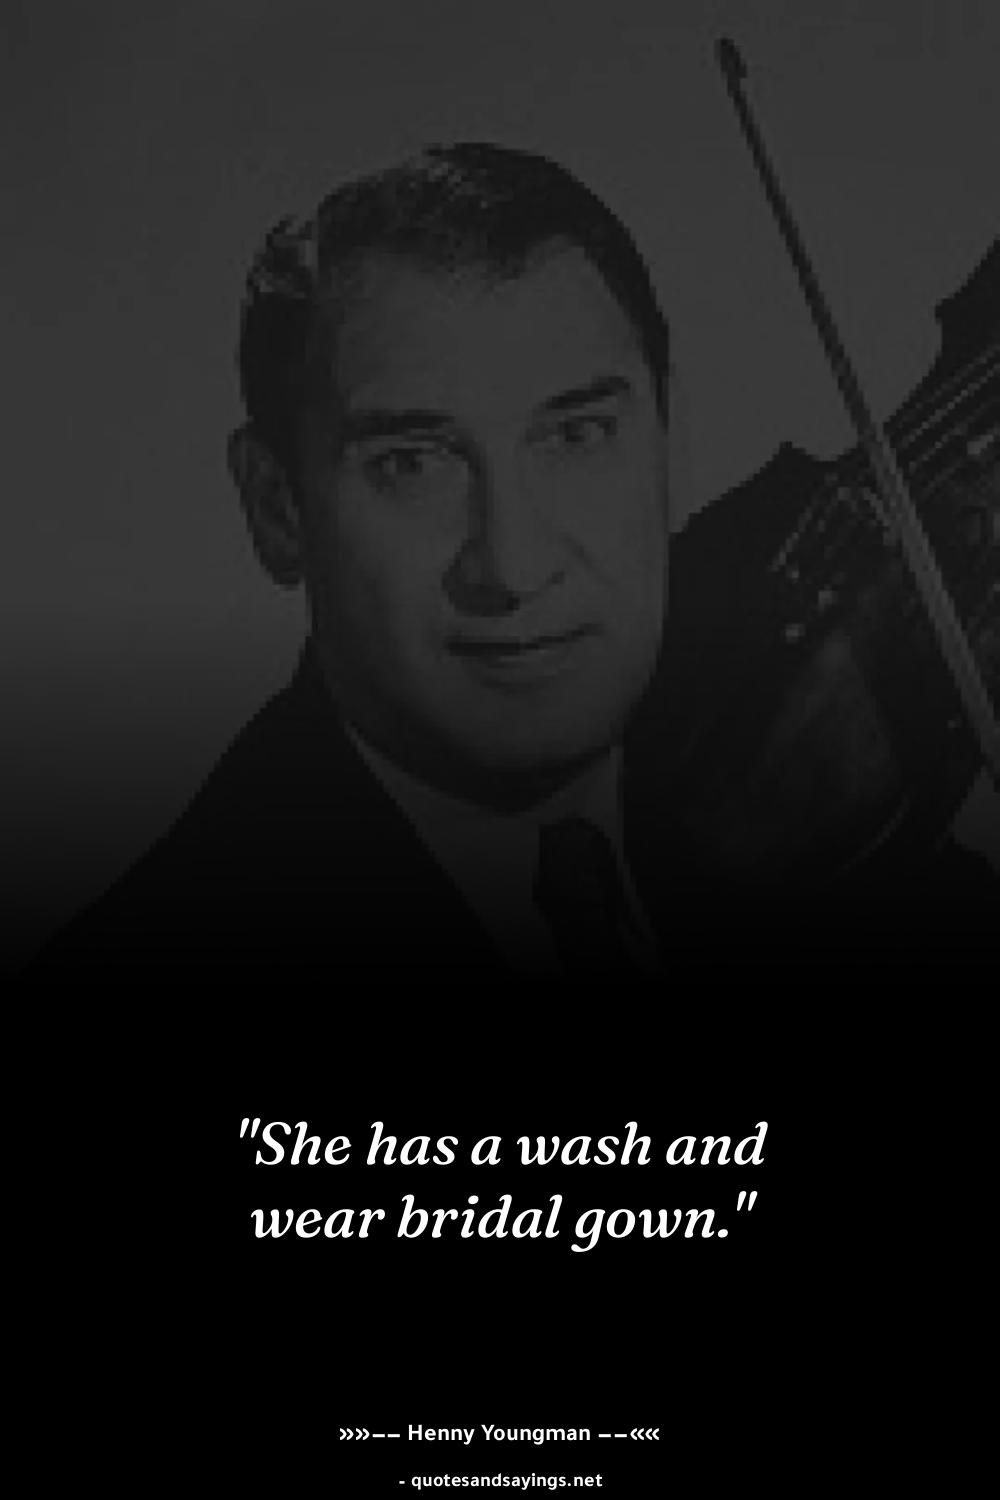 "She has a wash and
wear bridal gown."
»»–– Henny Youngman ––««
- quotesandsayings.net